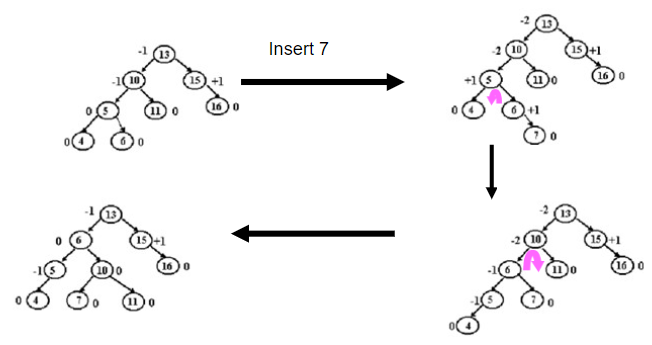 Insert 7
-1 13
-1 10 15 +1
0 5 11 0 16 0
0 4 6 0
-2 13
-2 10 15 +1
+1 5 11 0 16 0
0 4 6 +1
7 0
-2 13
-2 10 15 +1
-1 6 11 0 16 0
-1 5 7 0
0 4
-1 13
0 6 15 +1
-1 5 10 0 16 0
0 4 7 0 11 0